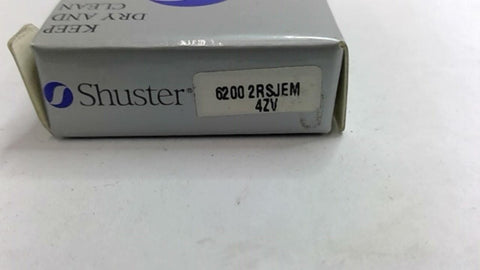 KEEP
DRY AND
CLEAN
Shuster®
6200 2RSJEM
4ZV